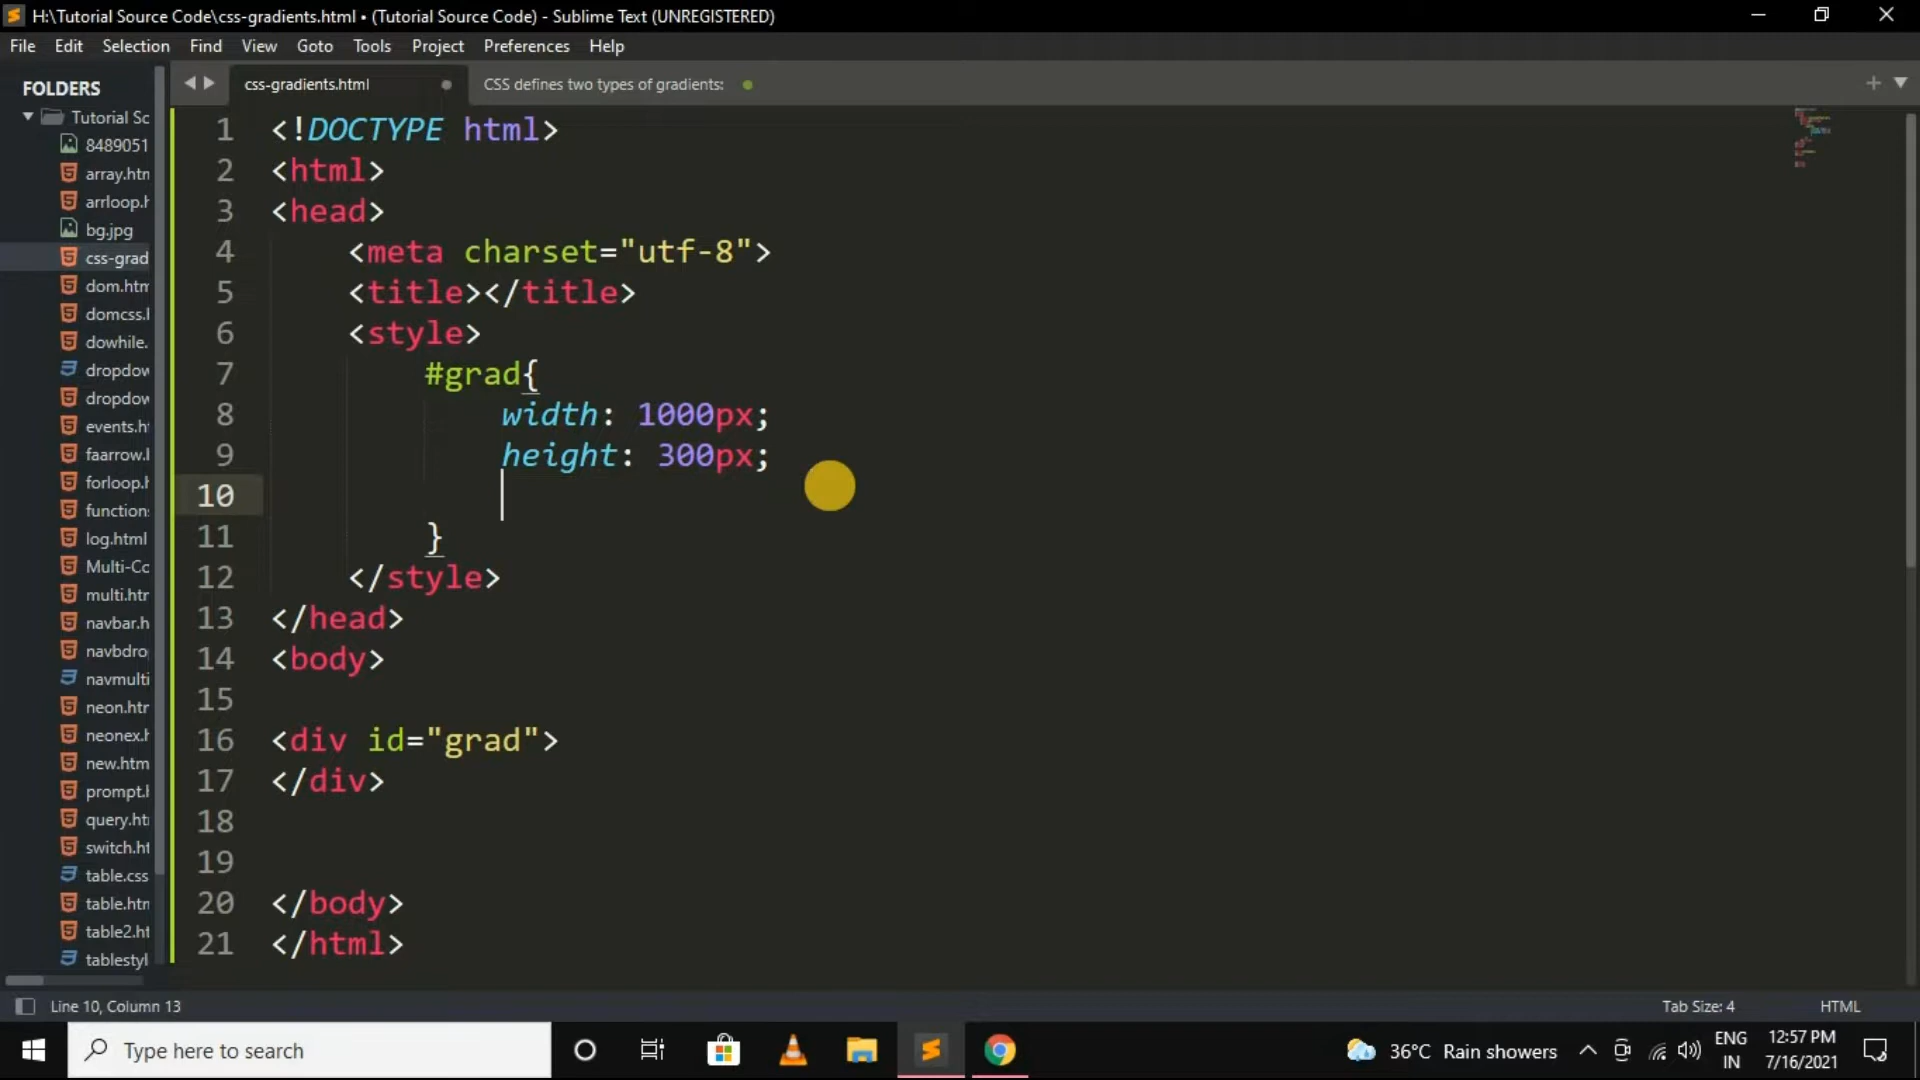 H:\Tutorial Source Code\css-gradients.html • (Tutorial Source Code) - Sublime Text (UNREGISTERED)
File Edit Selection Find View Goto Tools Project Preferences Help
FOLDERS
css-gradients.html
CSS defines two types of gradients:
Tutorial Sc
8489051
array.htm
arrloop.h
bg.jpg
css-grad
dom.htm
domcss.h
dowhile.
dropdow
dropdow
events.h
faarrow.h
forloop.h
function
log.html
Multi-Co
multi.htm
navbar.h
navbdro
navmulti
neon.htm
neonex.h
new.htm
prompt.h
query.ht
switch.ht
table.css
table.htm
table2.ht
tablestyl
1 <!DOCTYPE html>
2 <html>
3 <head>
4 <meta charset="utf-8">
5 <title></title>
6 <style>
7 #grad{
8 width: 1000px;
9 height: 300px;
10
11 }
12 </style>
13 </head>
14 <body>
15
16 <div id="grad">
17 </div>
18
19
20 </body>
21 </html>
Line 10, Column 13
Tab Size: 4
HTML
Type here to search
36°C Rain showers
ENG
IN
12:57 PM
7/16/2021